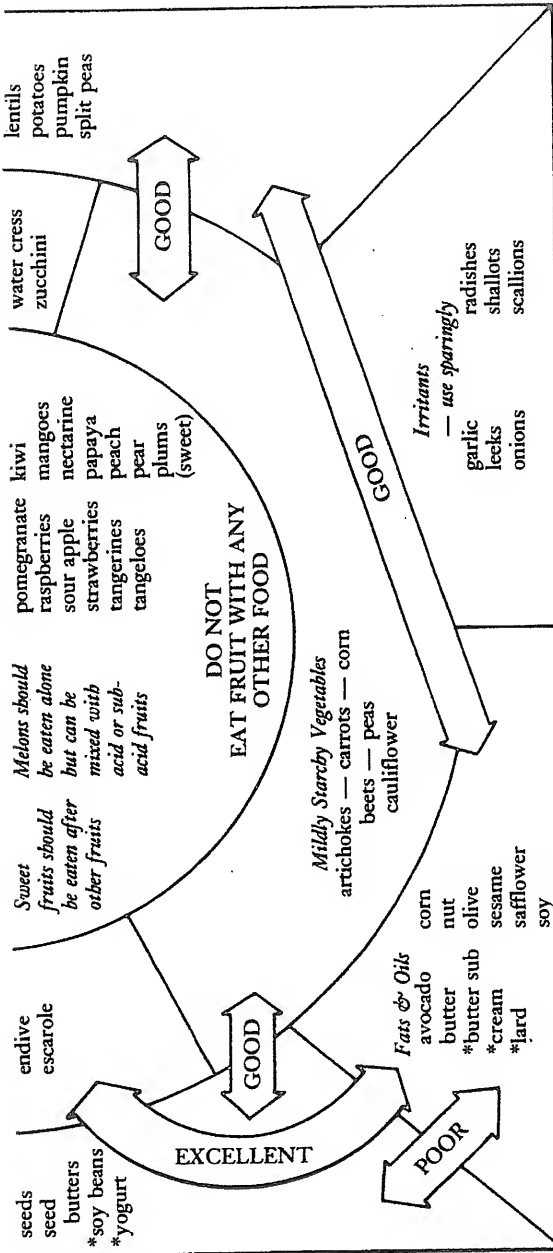 seeds
seed
butters
*soy beans
*yogurt
endive
escarole
Sweet
fruits should
be eaten after
other fruits
Melons should
be eaten alone
but can be
mixed with
acid or sub-
acid fruits
pomegranate
raspberries
sour apple
strawberries
tangerines
tangeloes
kiwi
mangoes
nectarine
papaya
peach
pear
plums
(sweet)
water cress
zucchini
lentils
potatoes
pumpkin
split peas
DO NOT
EAT FRUIT WITH ANY
OTHER FOOD
GOOD
EXCELLENT
GOOD
POOR
Mildly Starchy Vegetables
artichokes — carrots — corn
beets — peas
cauliflower
GOOD
Fats & Oils
avocado
butter
*butter sub
*cream
*lard
corn
nut
olive
sesame
safflower
soy
Irritants
— use sparingly
garlic
leeks
onions
radishes
shallots
scallions